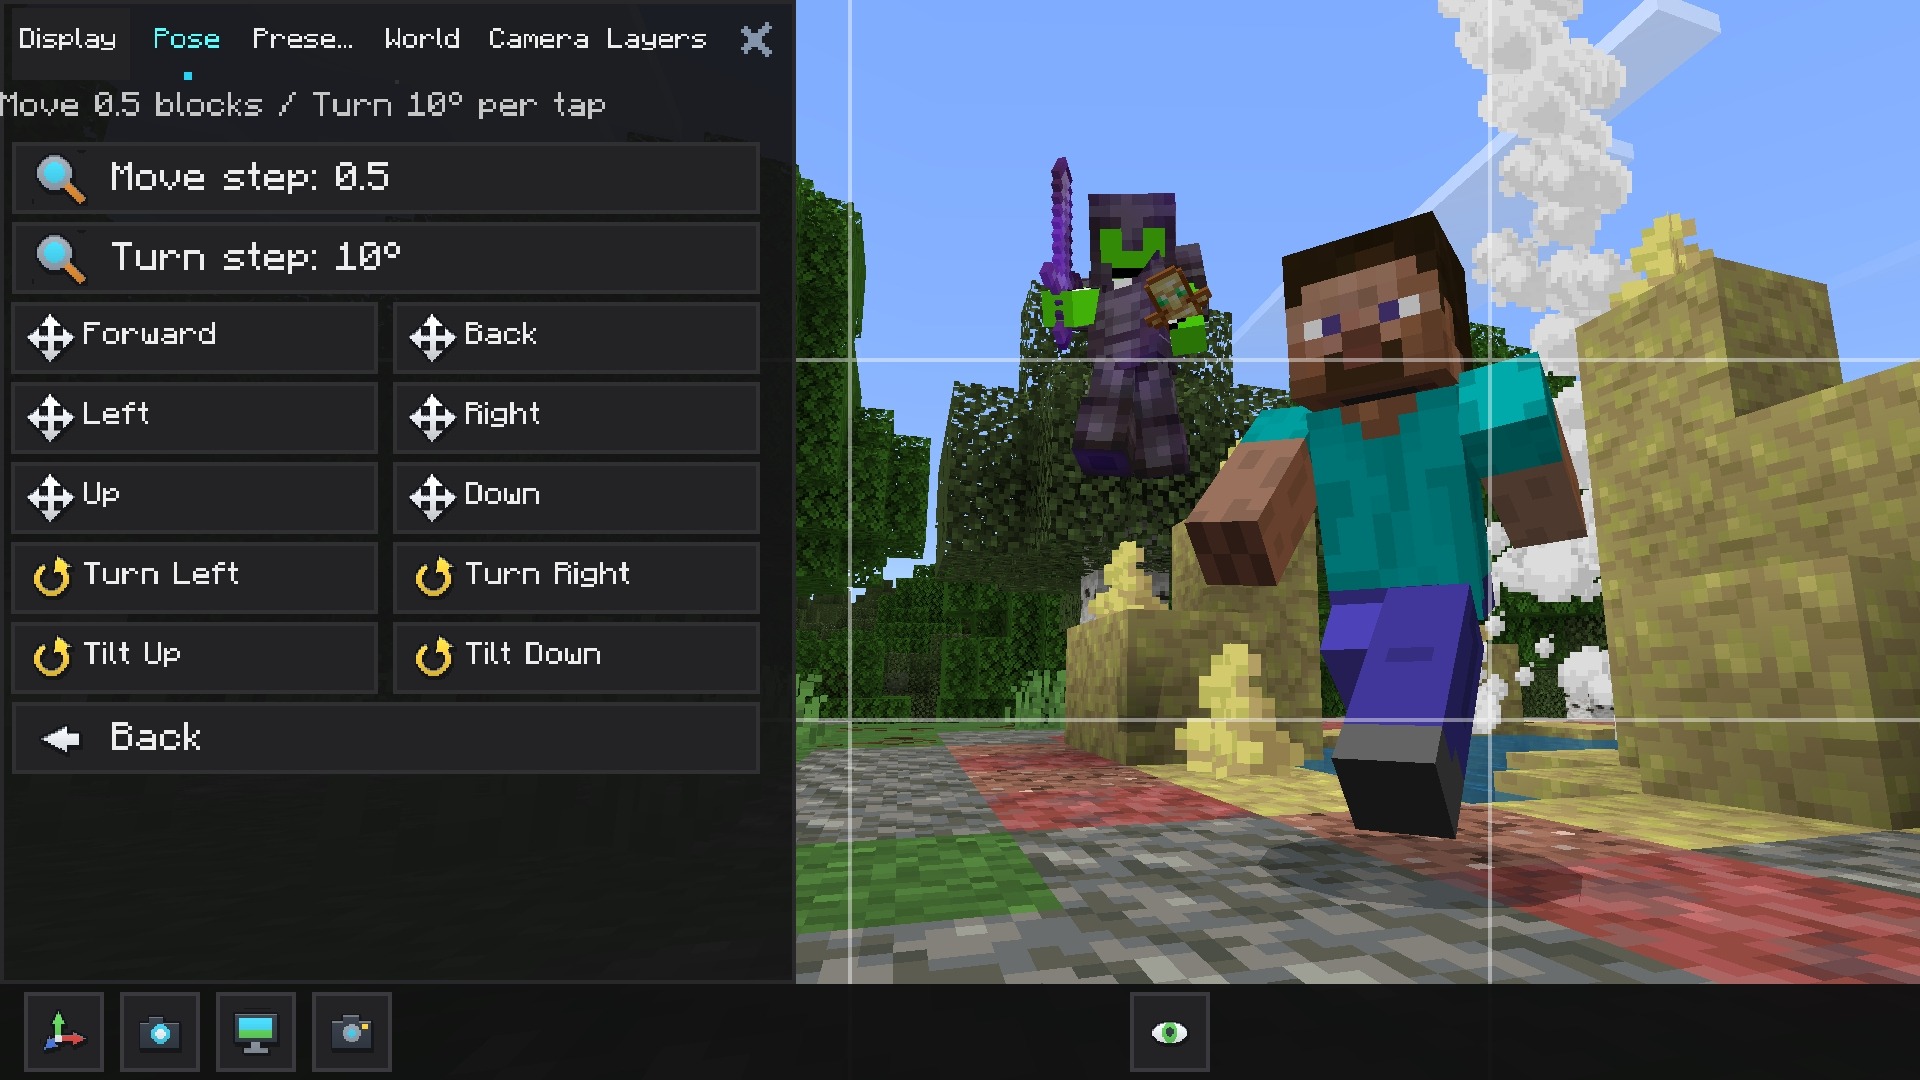 Display Pose Prese... World Camera Layers
Move 0.5 blocks / Turn 10° per tap
Move step: 0.5
Turn step: 10°
Forward Back
Left Right
Up Down
Turn Left Turn Right
Tilt Up Tilt Down
Back